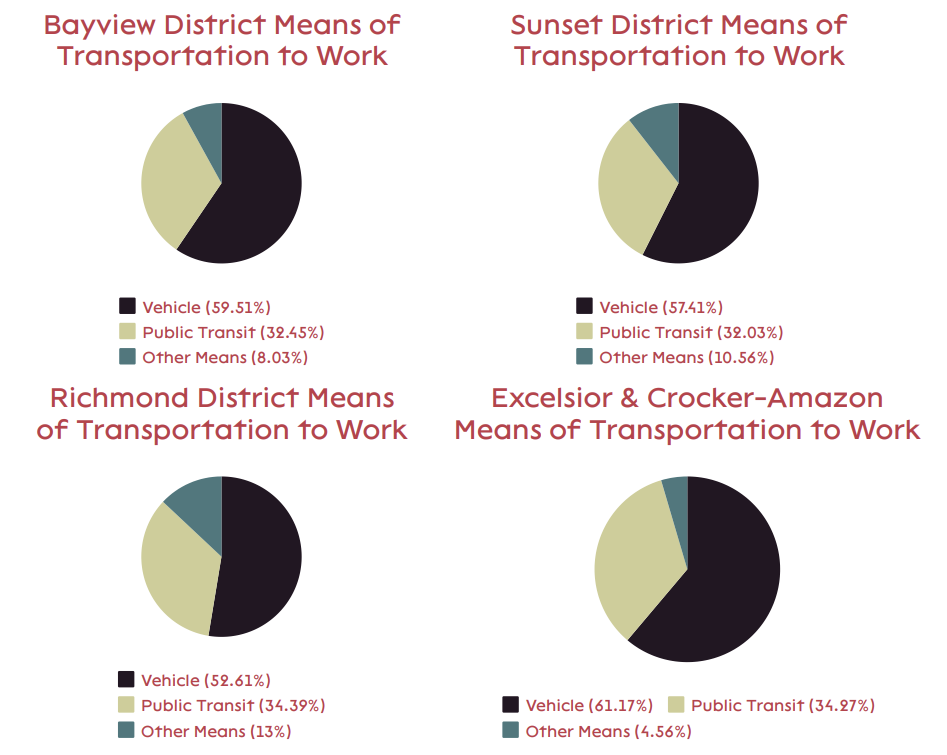 Bayview District Means of
Transportation to Work
Vehicle (59.51%)
Public Transit (32.45%)
Other Means (8.03%)
Sunset District Means of
Transportation to Work
Vehicle (57.41%)
Public Transit (32.03%)
Other Means (10.56%)
Richmond District Means
of Transportation to Work
Vehicle (52.61%)
Public Transit (34.39%)
Other Means (13%)
Excelsior & Crocker-Amazon
Means of Transportation to Work
Vehicle (61.17%) Public Transit (34.27%)
Other Means (4.56%)